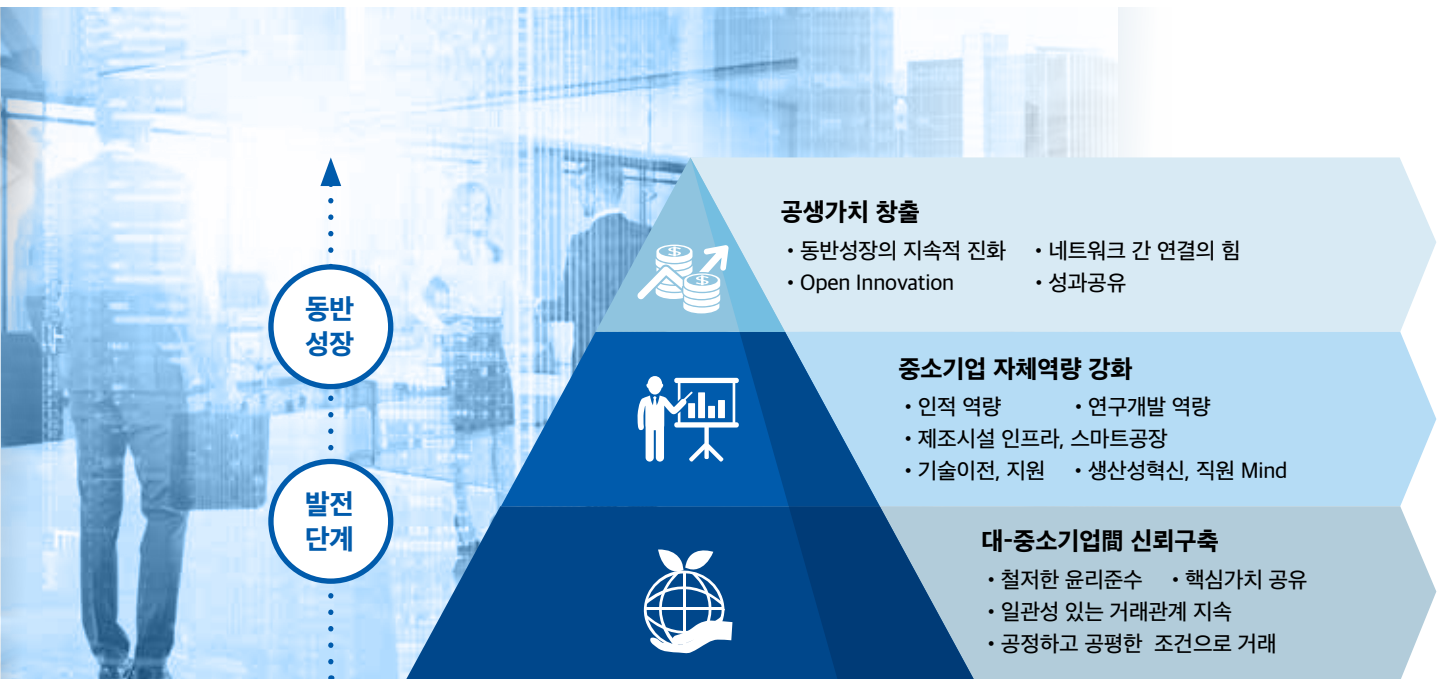 동반
성장
발전
단계
공생가치 창출
• 동반성장의 지속적 진화 • 네트워크 간 연결의 힘
• Open Innovation • 성과공유
중소기업 자체역량 강화
• 인적 역량 • 연구개발 역량
• 제조시설 인프라, 스마트공장
• 기술이전, 지원 • 생산성혁신, 직원 Mind
대-중소기업間 신뢰구축
• 철저한 윤리준수 • 핵심가치 공유
• 일관성 있는 거래관계 지속
• 공정하고 공평한 조건으로 거래